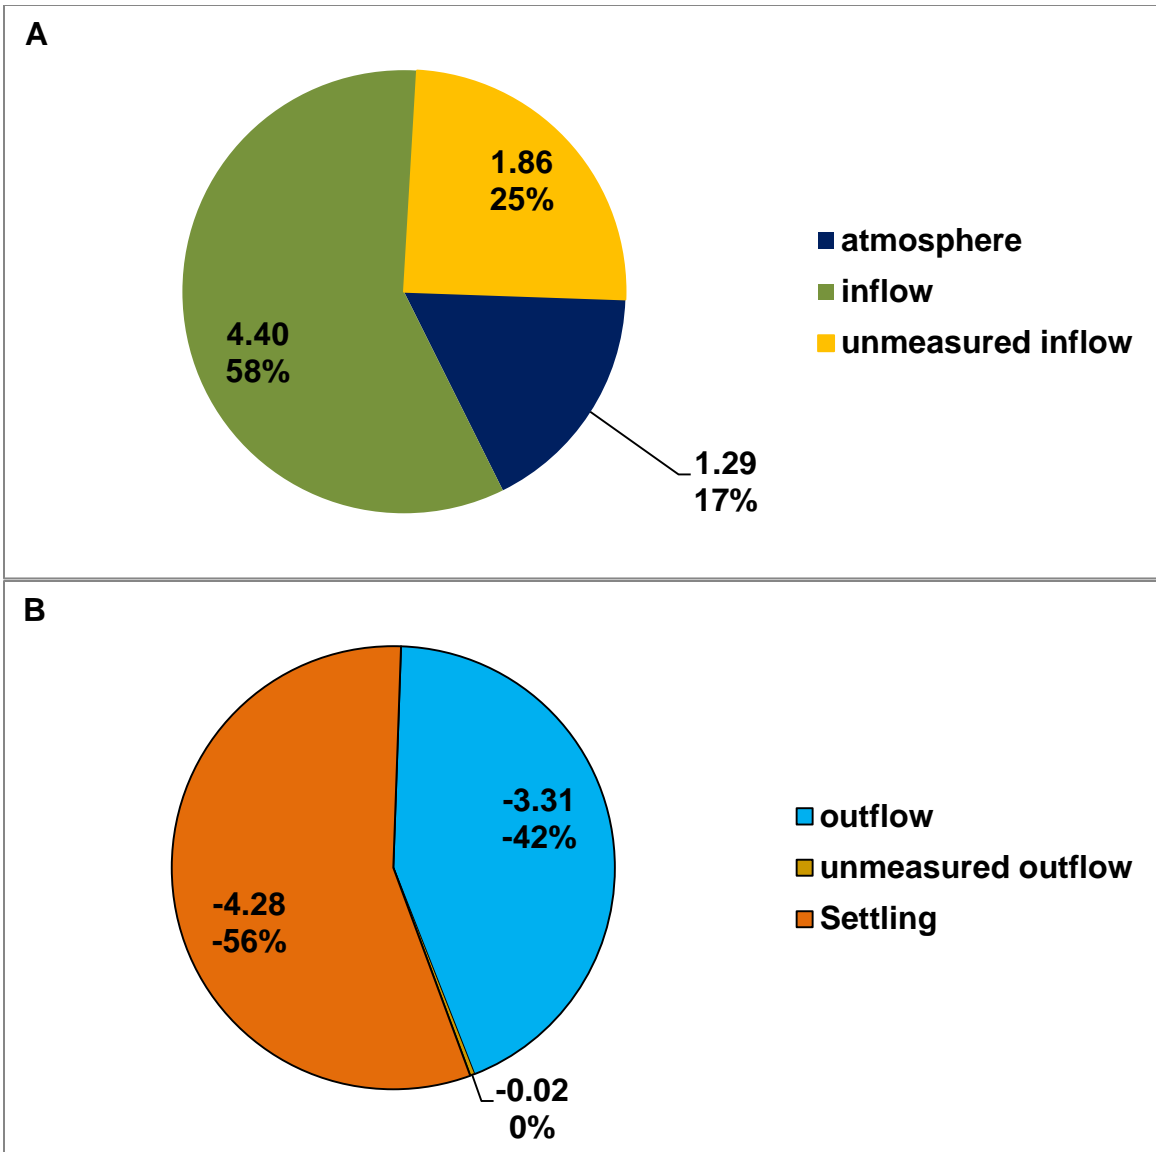 A
1.86
25%
4.40
58%
1.29
17%
atmosphere
inflow
unmeasured inflow
B
-3.31
-42%
-4.28
-56%
-0.02
0%
outflow
unmeasured outflow
Settling